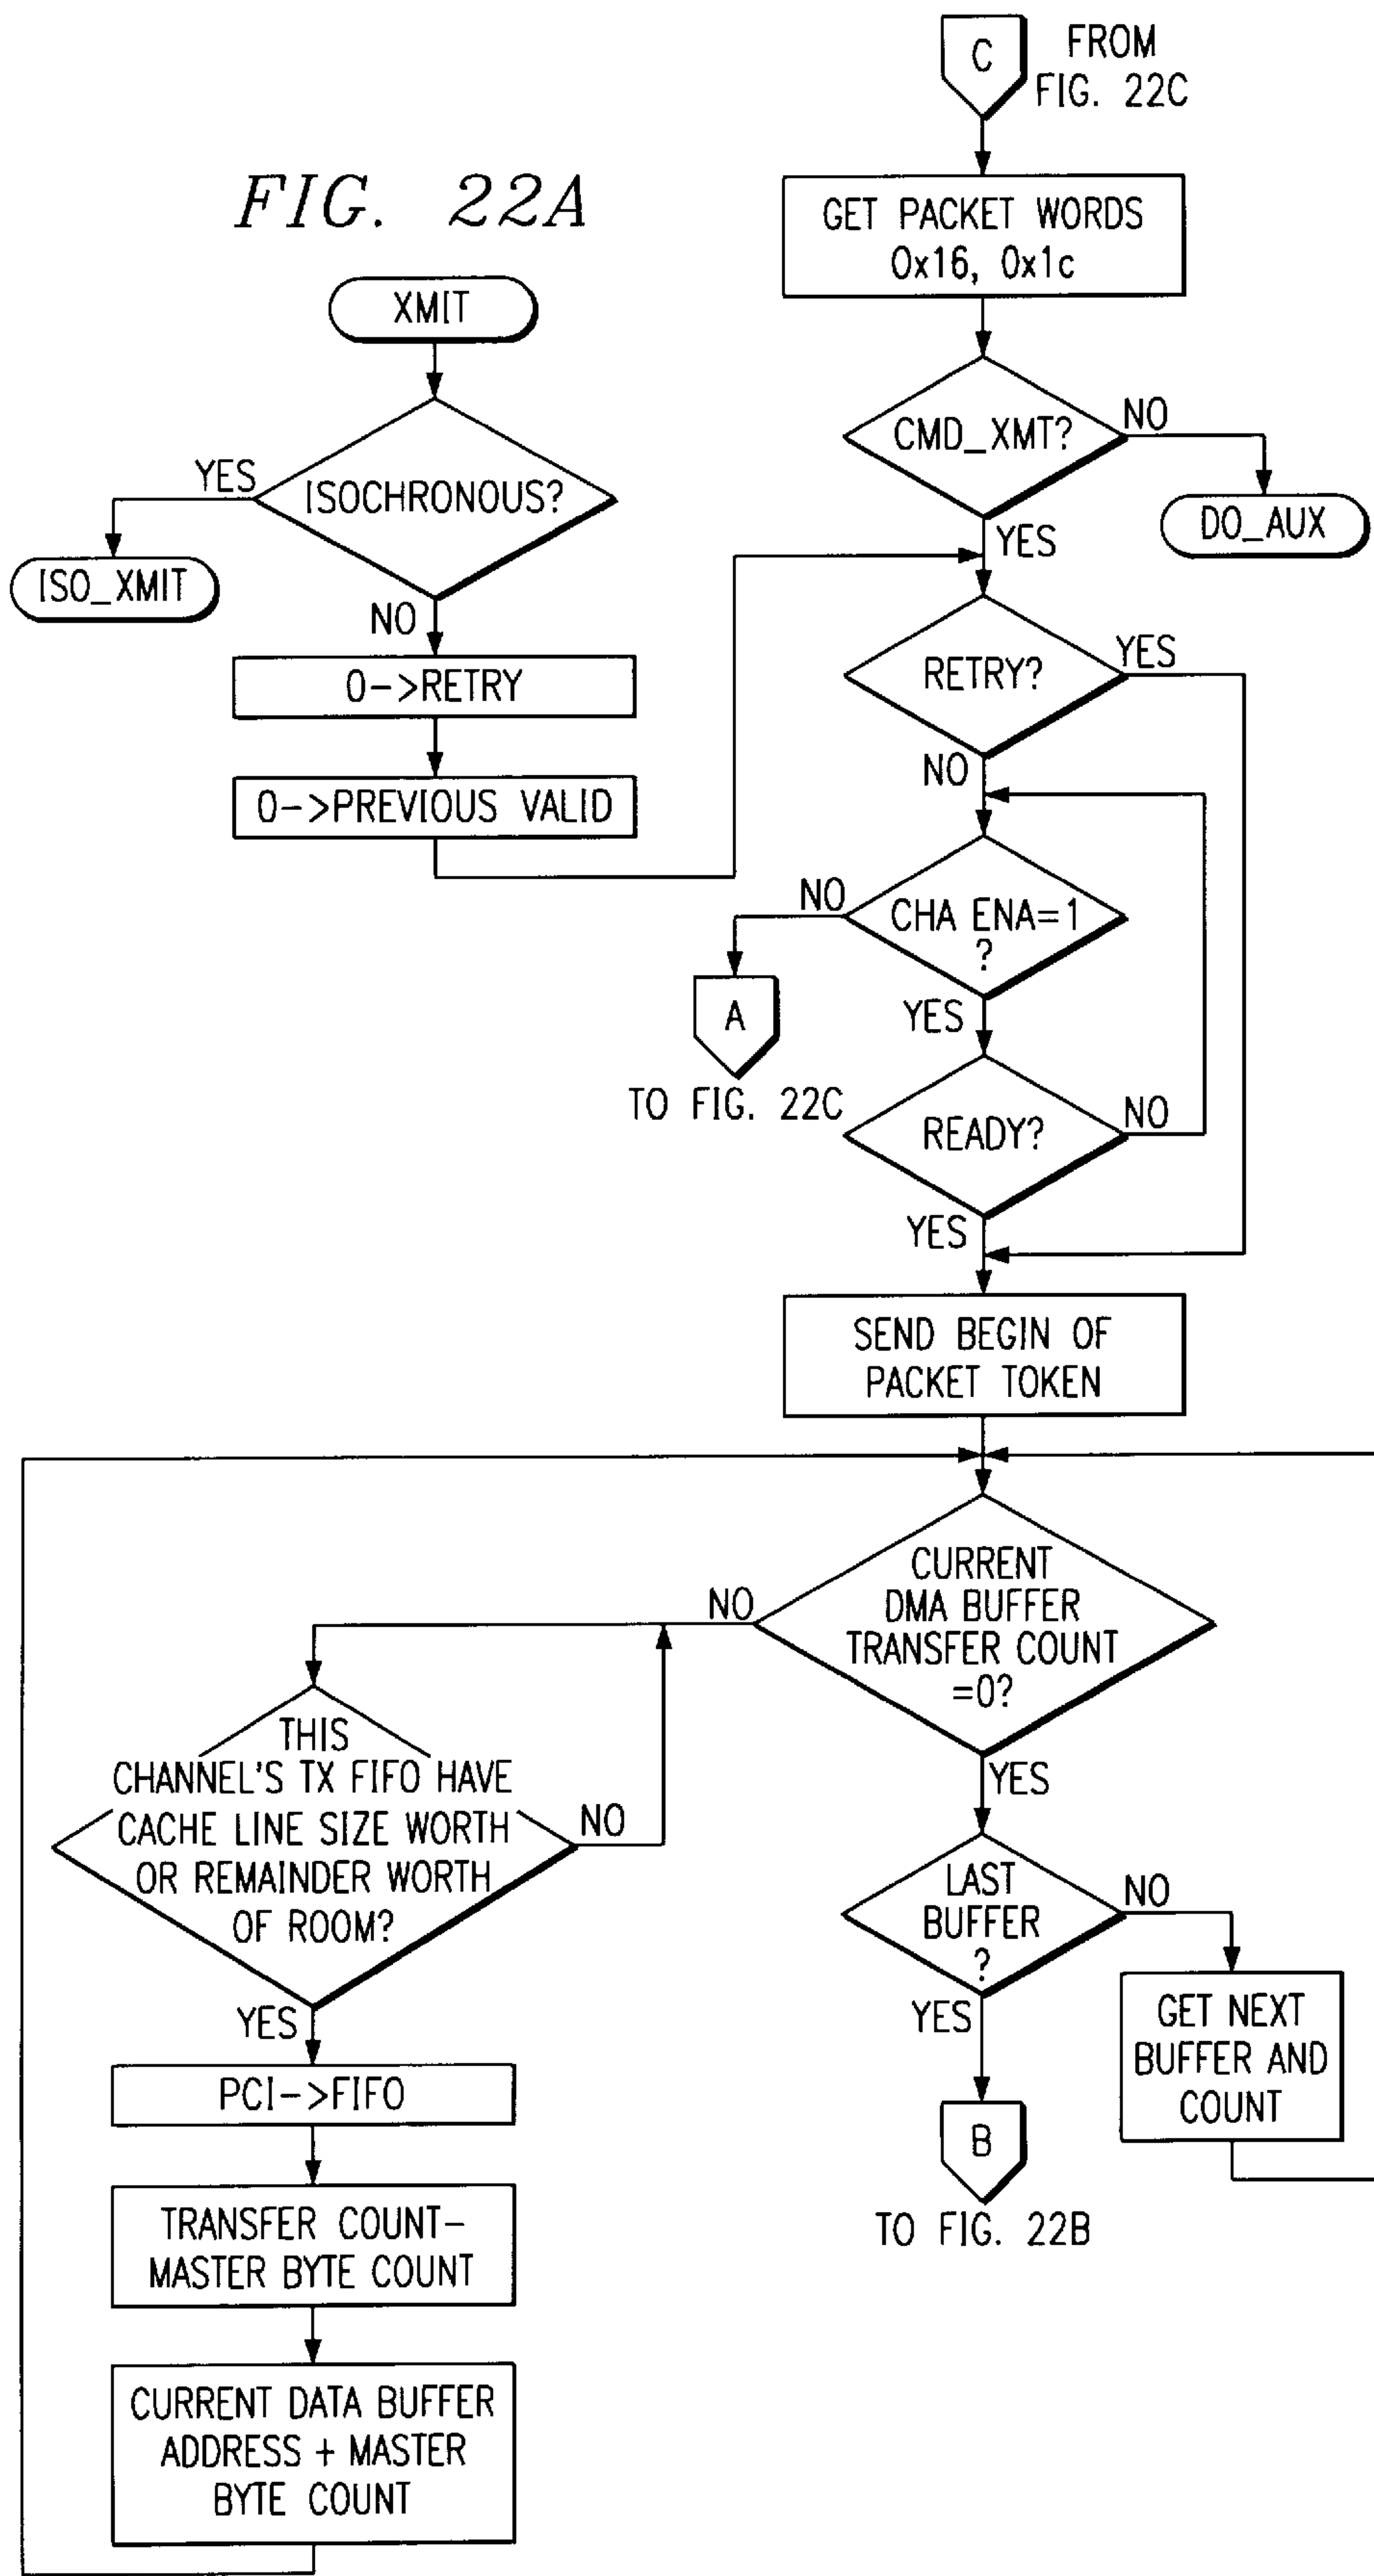 FIG. 22A
XMIT
ISOCHRONOUS?
YES
ISO_XMIT
NO
0->RETRY
0->PREVIOUS VALID
C
FROM
FIG. 22C
GET PACKET WORDS
0x16, 0x1c
CMD_XMT?
NO
DO_AUX
YES
RETRY?
YES
NO
CHA ENA=1
?
NO
A
TO FIG. 22C
YES
READY?
NO
YES
SEND BEGIN OF
PACKET TOKEN
CURRENT
DMA BUFFER
TRANSFER COUNT
=0?
NO
THIS
CHANNEL'S TX FIFO HAVE
CACHE LINE SIZE WORTH
OR REMAINDER WORTH
OF ROOM?
NO
YES
PCI->FIFO
TRANSFER COUNT-
MASTER BYTE COUNT
CURRENT DATA BUFFER
ADDRESS + MASTER
BYTE COUNT
YES
LAST
BUFFER
?
NO
GET NEXT
BUFFER AND
COUNT
YES
B
TO FIG. 22B